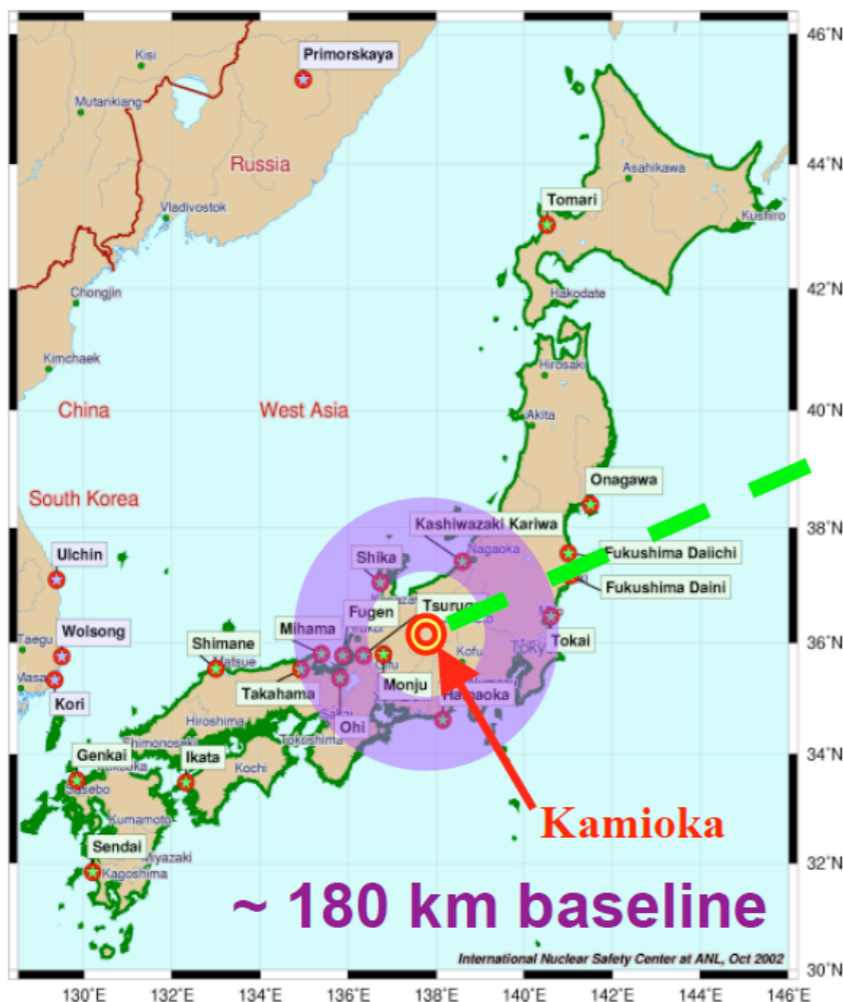 46°N
Kisi
Primorskaya
Mutankiang
Russia
44°N
Asahikawa
Tomari
Vladivostok
Kushiro
Chongjin
42°N
Hakodate
Kimchaek
Hirosaki
China
West Asia
40°N
Akita
South Korea
Onagawa
38°N
Kashiwazaki Kariwa
Ulchin
Shika
Nagaoka
Fukushima Daiichi
Tsuruga
Fukushima Daini
Fugen
Wolsong
Mihama
Taegu
Shimane
36°N
Tokai
Matsue
Takahama
Monju
Kofu
Kori
Hamaoka
Ohi
Hiroshima
Tokushima
Shimonoseki
Genkai
Ikata
Kochi
34°N
Sasebo
Kamioka
Kumamoto
Sendai
Miyazaki
32°N
Kagoshima
~ 180 km baseline
International Nuclear Safety Center at ANL, Oct 2002
30°N
130°E
132°E
134°E
136°E
138°E
140°E
142°E
144°E
146°E